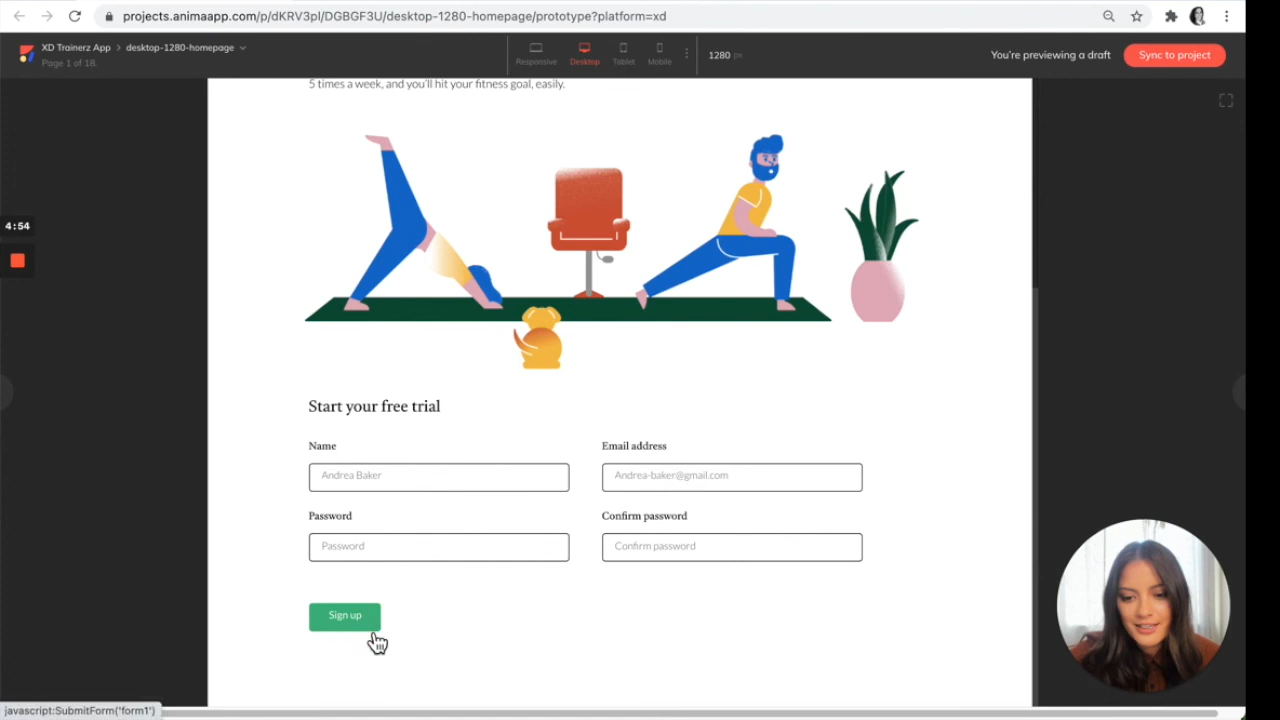 projects.animaapp.com/p/dKRV3pl/DGBGF3U/desktop-1280-homepage/prototype?platform=xd
XD Trainerz App > desktop-1280-homepage
Page 1 of 18.
Responsive
Desktop
Tablet
Mobile
1280 px
You're previewing a draft
Sync to project
5 times a week, and you'll hit your fitness goal, easily.
4:54
Start your free trial
Name
Email address
Andrea Baker
Andrea-baker@gmail.com
Password
Confirm password
Password
Confirm password
Sign up
javascript:SubmitForm('form1')